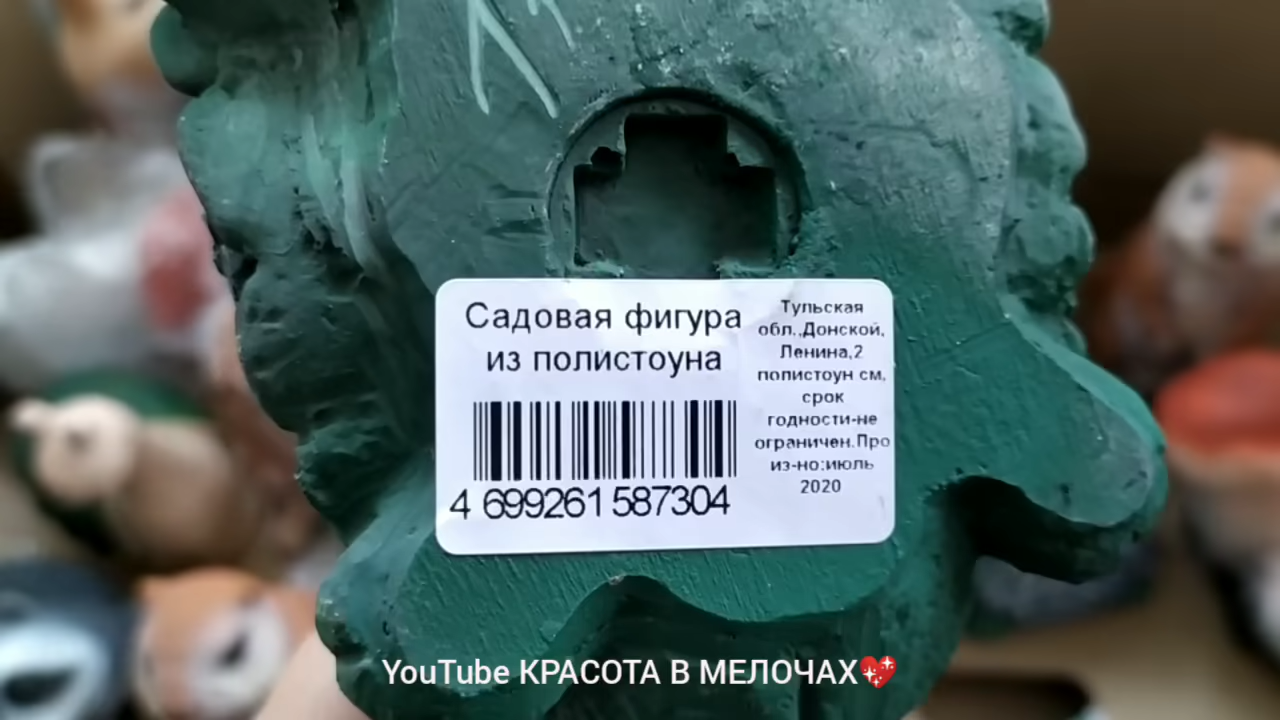 Садовая фигура
из полистоуна
4 699261 587304
Тульская
обл.,Донской,
Ленина,2
полистоун см,
срок
годности-не
ограничен.Про
из-но:июль
2020
YouTube КРАСОТА В МЕЛОЧАХ💖